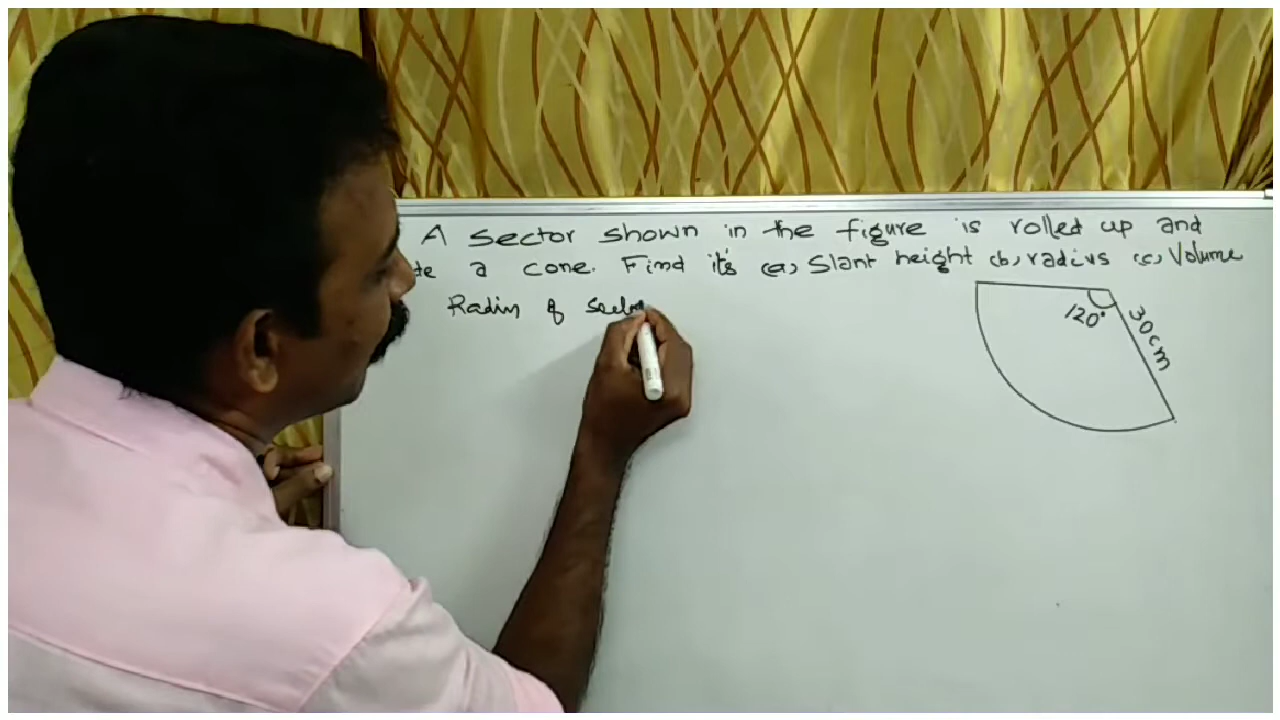 A sector shown in the figure is rolled up and
a cone. Find it's (a) Slant height (b) radius (c) Volume
Radius of
120° 30cm